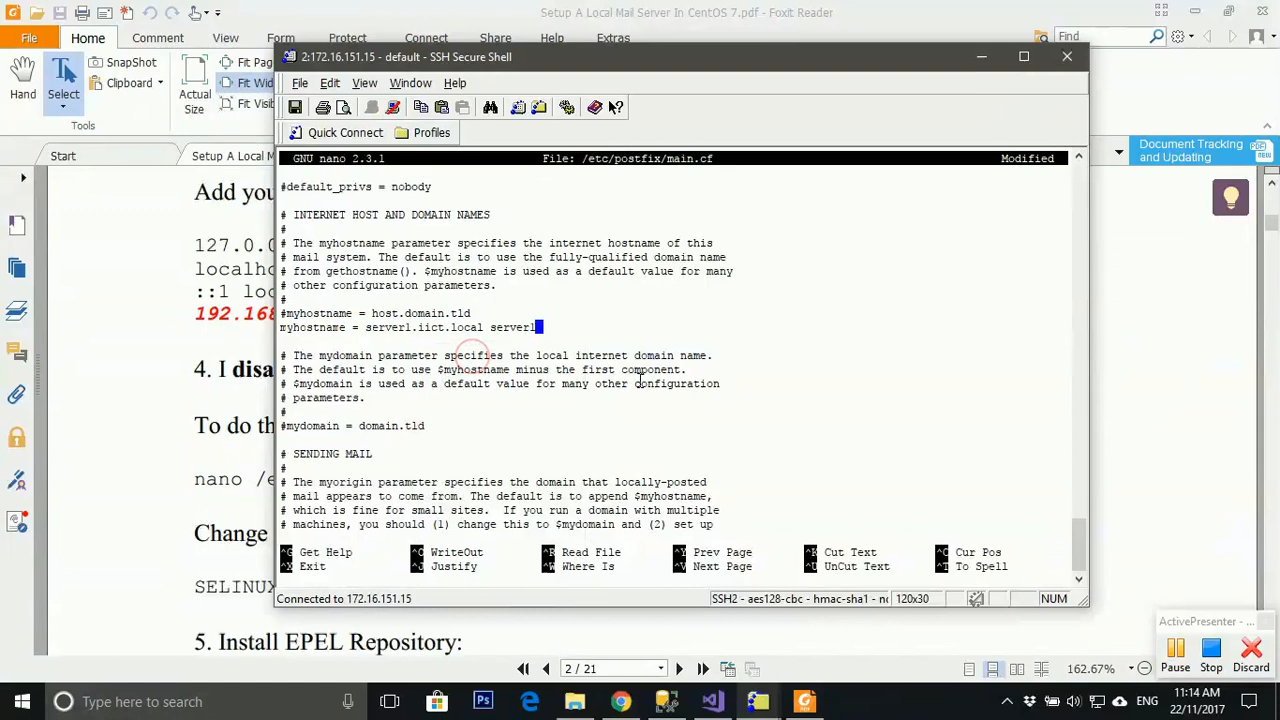 Setup A Local Mail Server In CentOS 7.pdf - Foxit Reader
File
Home
Comment
View
Form
Protect
Connect
Share
Help
Extras
Find
Hand
Select
SnapShot
Clipboard
Actual
Size
Fit Pag
Fit Wid
Fit Visib
Tools
Start
Setup A Local M
Document Tracking
and Updating
NEW
2:172.16.151.15 - default - SSH Secure Shell
File Edit View Window Help
Quick Connect Profiles
GNU nano 2.3.1 File: /etc/postfix/main.cf Modified
#default_privs = nobody
# INTERNET HOST AND DOMAIN NAMES
#
# The myhostname parameter specifies the internet hostname of this
# mail system. The default is to use the fully-qualified domain name
# from gethostname(). $myhostname is used as a default value for many
# other configuration parameters.
#
#myhostname = host.domain.tld
myhostname = server1.iict.local server1
# The mydomain parameter specifies the local internet domain name.
# The default is to use $myhostname minus the first component.
# $mydomain is used as a default value for many other configuration
# parameters.
#
#mydomain = domain.tld
# SENDING MAIL
#
# The myorigin parameter specifies the domain that locally-posted
# mail appears to come from. The default is to append $myhostname,
# which is fine for small sites.  If you run a domain with multiple
# machines, you should (1) change this to $mydomain and (2) set up
^G Get Help ^O WriteOut ^R Read File ^Y Prev Page ^K Cut Text ^C Cur Pos
^X Exit ^J Justify ^W Where Is ^V Next Page ^U UnCut Text ^T To Spell
Connected to 172.16.151.15 SSH2 - aes128-cbc - hmac-sha1 - nc 120x30 NUM
Add you
127.0.0
localho
::1 loc
192.168
4. I disa
To do th
nano /e
Change
SELINUX
5. Install EPEL Repository:
ActivePresenter - ...
Pause
Stop
Discard
2 / 21
162.67%
Type here to search
ENG
11:14 AM
22/11/2017